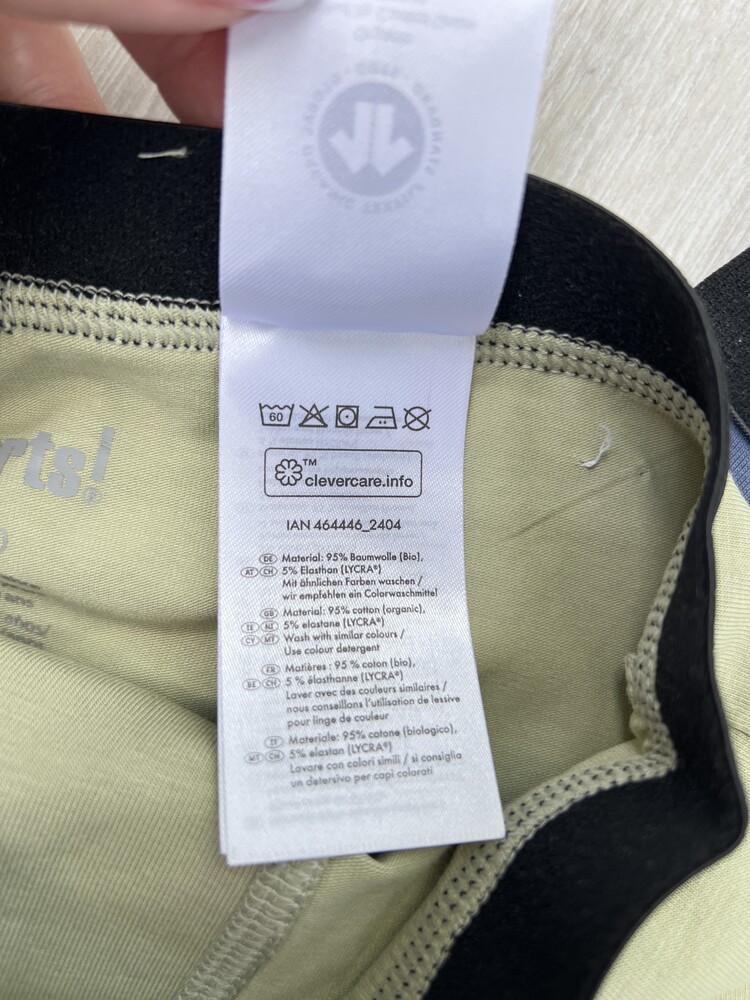 60
TM
clevercare.info
IAN 464446_2404
DE Material: 95% Baumwolle (Bio),
AT CH 5% Elasthan (LYCRA®)
Mit ähnlichen Farben waschen /
wir empfehlen ein Colorwaschmittel
GB Material: 95% cotton (organic),
IE NI 5% elastane (LYCRA®)
CY MT Wash with similar colours /
Use colour detergent
FR Matières : 95 % coton (bio),
BE CH 5 % élasthanne (LYCRA®)
Laver avec des couleurs similaires /
nous conseillons l'utilisation de lessive
pour linge de couleur
IT Materiale: 95% cotone (biologico),
MT CH 5% elastan (LYCRA®)
Lavare con colori simili / si consiglia
un detersivo per capi colorati
rts!®